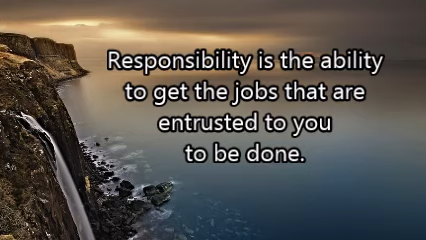 Responsibility is the ability
to get the jobs that are
entrusted to you
to be done.